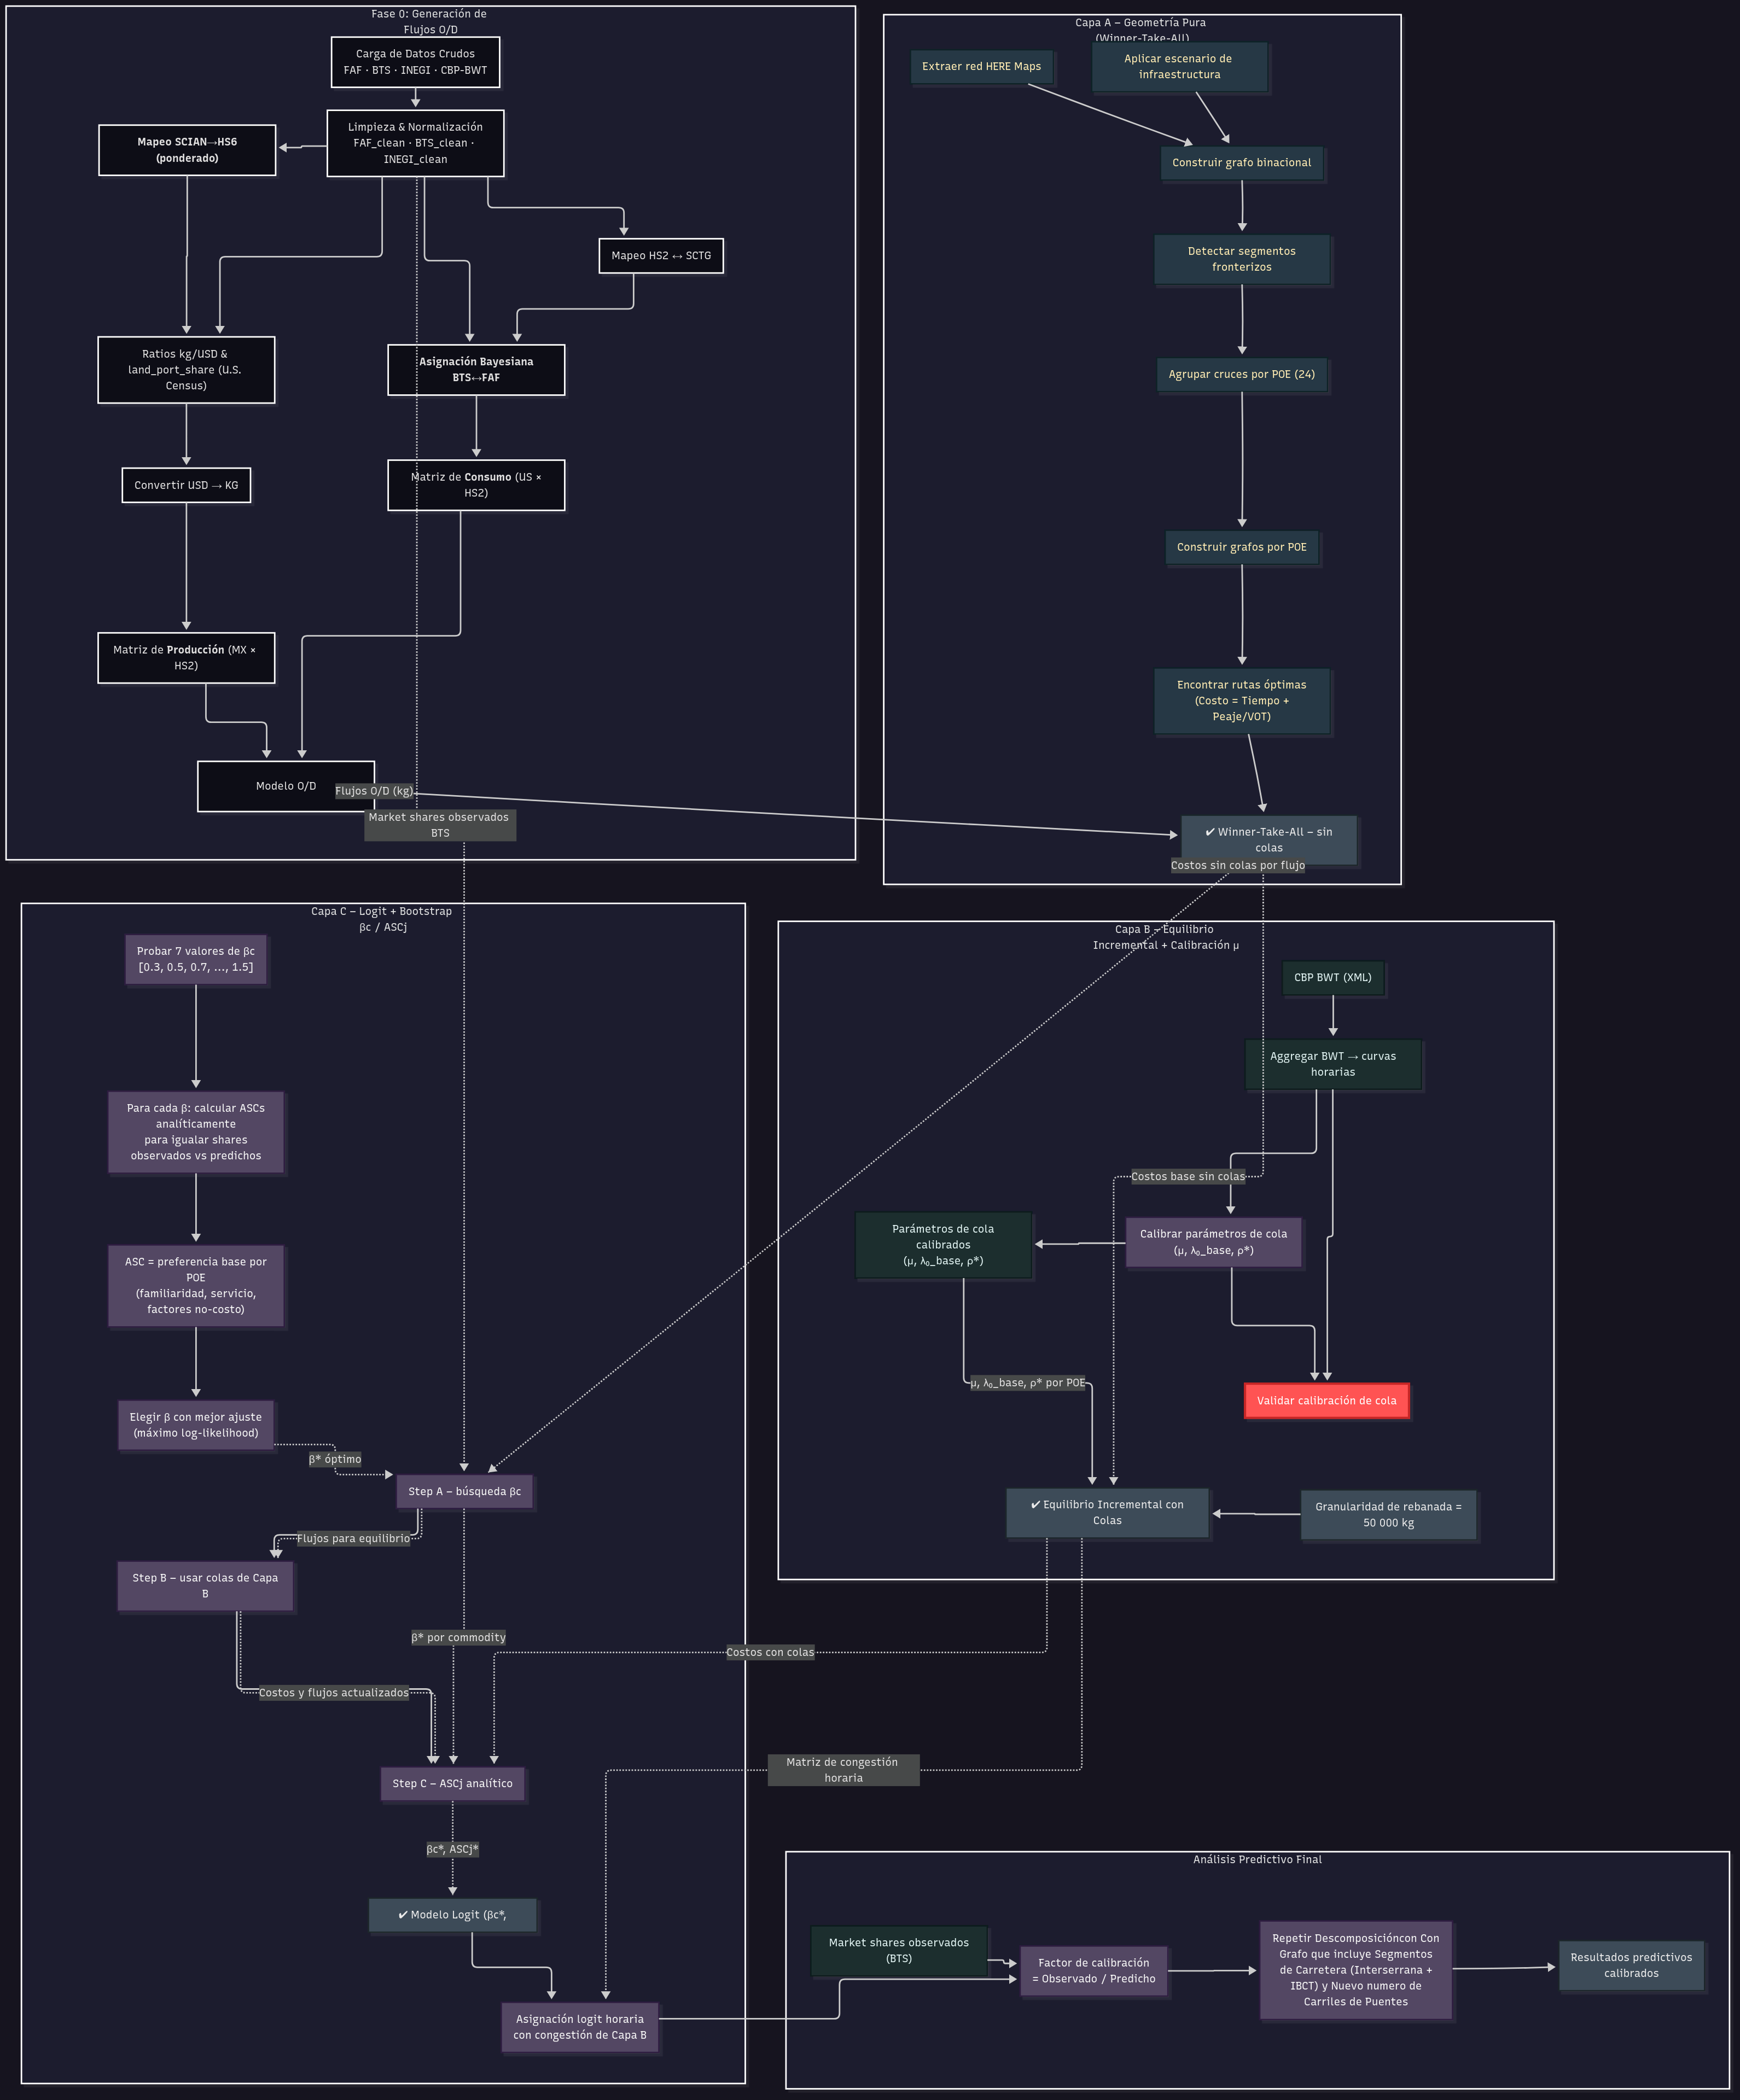 Fase 0: Generación de
Flujos O/D
Carga de Datos Crudos
FAF · BTS · INEGI · CBP-BWT
Limpieza & Normalización
FAF_clean · BTS_clean ·
INEGI_clean
Mapeo SCIAN→HS6
(ponderado)
Mapeo HS2 ↔ SCTG
Ratios kg/USD &
land_port_share (U.S.
Census)
Asignación Bayesiana
BTS↔FAF
Convertir USD → KG
Matriz de Consumo (US ×
HS2)
Matriz de Producción (MX ×
HS2)
Modelo O/D
Flujos O/D (kg)
Market shares observados
BTS
Capa A – Geometría Pura
(Winner-Take-All)
Extraer red HERE Maps
Aplicar escenario de
infraestructura
Construir grafo binacional
Detectar segmentos
fronterizos
Agrupar cruces por POE (24)
Construir grafos por POE
Encontrar rutas óptimas
(Costo = Tiempo +
Peaje/VOT)
✔ Winner-Take-All – sin
colas
Costos sin colas por flujo
Capa C – Logit + Bootstrap
βc / ASCj
Probar 7 valores de βc
[0.3, 0.5, 0.7, ..., 1.5]
Para cada β: calcular ASCs
analíticamente
para igualar shares
observados vs predichos
ASC = preferencia base por
POE
(familiaridad, servicio,
factores no-costo)
Elegir β con mejor ajuste
(máximo log-likelihood)
β* óptimo
Step A – búsqueda βc
Flujos para equilibrio
Step B – usar colas de Capa
B
β* por commodity
Costos y flujos actualizados
Step C – ASCj analítico
βc*, ASCj*
✔ Modelo Logit (βc*,
Asignación logit horaria
con congestión de Capa B
Capa B – Equilibrio
Incremental + Calibración μ
CBP BWT (XML)
Aggregar BWT → curvas
horarias
Costos base sin colas
Parámetros de cola
calibrados
(μ, λ₀_base, ρ*)
Calibrar parámetros de cola
(μ, λ₀_base, ρ*)
μ, λ₀_base, ρ* por POE
Validar calibración de cola
✔ Equilibrio Incremental con
Colas
Granularidad de rebanada =
50 000 kg
Costos con colas
Matriz de congestión
horaria
Análisis Predictivo Final
Market shares observados
(BTS)
Factor de calibración
= Observado / Predicho
Repetir Descomposicióncon Con
Grafo que incluye Segmentos
de Carretera (Interserrana +
IBCT) y Nuevo numero de
Carriles de Puentes
Resultados predictivos
calibrados